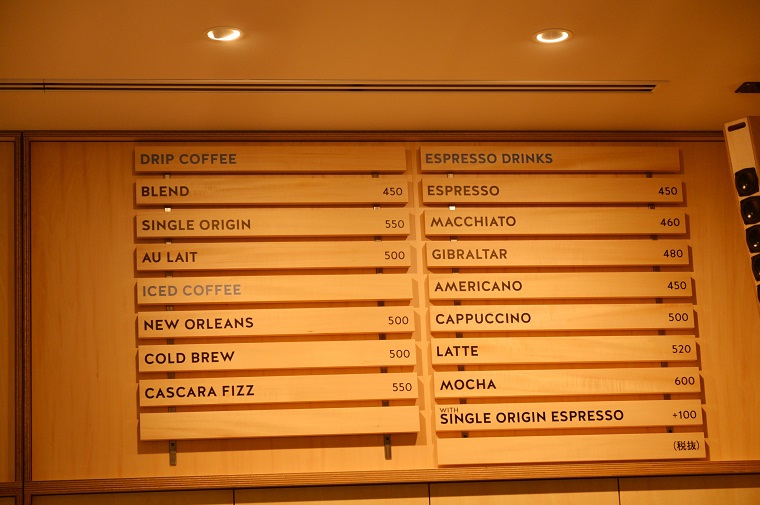 DRIP COFFEE
BLEND 450
SINGLE ORIGIN 550
AU LAIT 500
ICED COFFEE
NEW ORLEANS 500
COLD BREW 500
CASCARA FIZZ 550
ESPRESSO DRINKS
ESPRESSO 450
MACCHIATO 460
GIBRALTAR 480
AMERICANO 450
CAPPUCCINO 500
LATTE 520
MOCHA 600
WITH
SINGLE ORIGIN ESPRESSO +100
(税抜)